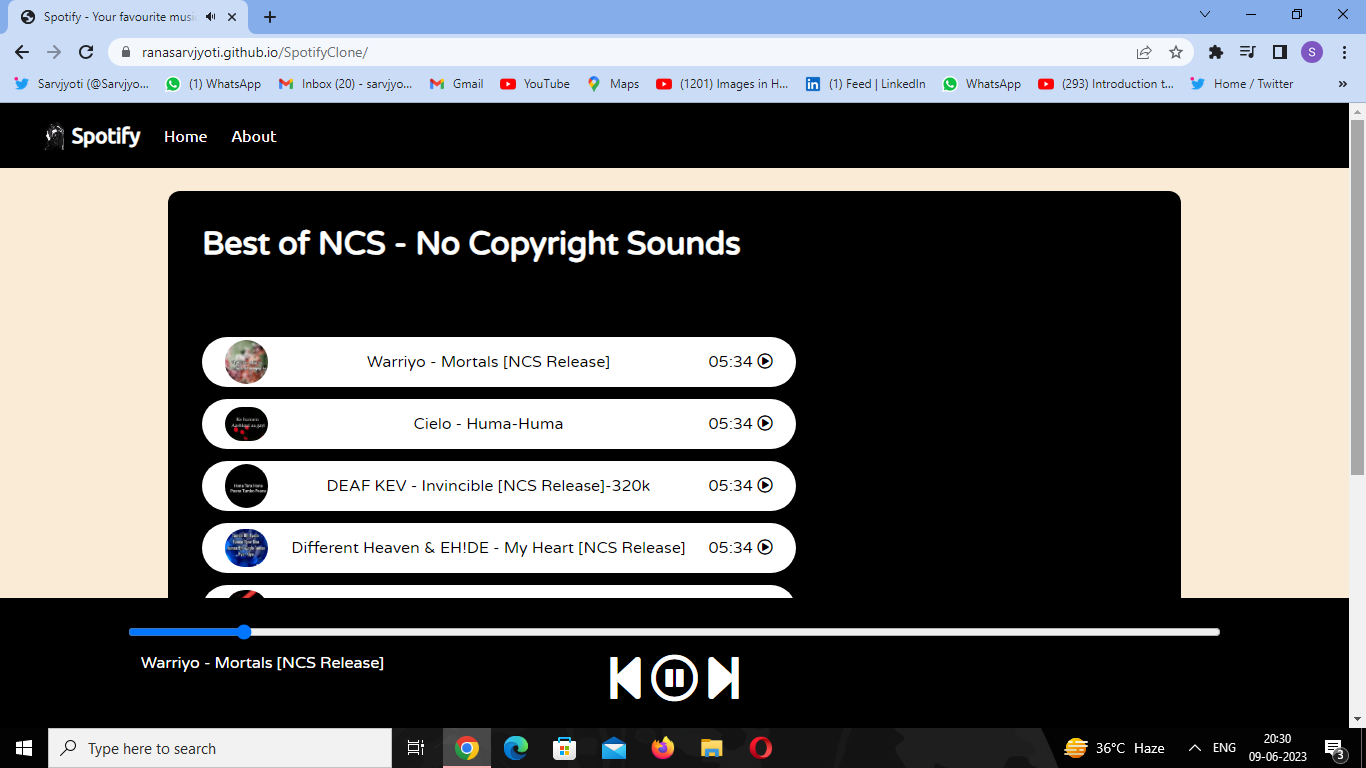 Spotify - Your favourite musi
ranasarvjyoti.github.io/SpotifyClone/
S
Sarvjyoti (@Sarvjyo... (1) WhatsApp Inbox (20) - sarvjyo... Gmail YouTube Maps (1201) Images in H... (1) Feed | LinkedIn WhatsApp (293) Introduction t... Home / Twitter »
Spotify Home About
Best of NCS - No Copyright Sounds
Warriyo - Mortals [NCS Release] 05:34
Cielo - Huma-Huma 05:34
DEAF KEV - Invincible [NCS Release]-320k 05:34
Different Heaven & EH!DE - My Heart [NCS Release] 05:34
Warriyo - Mortals [NCS Release]
Type here to search
36°C Haze
ENG
20:30
09-06-2023
3